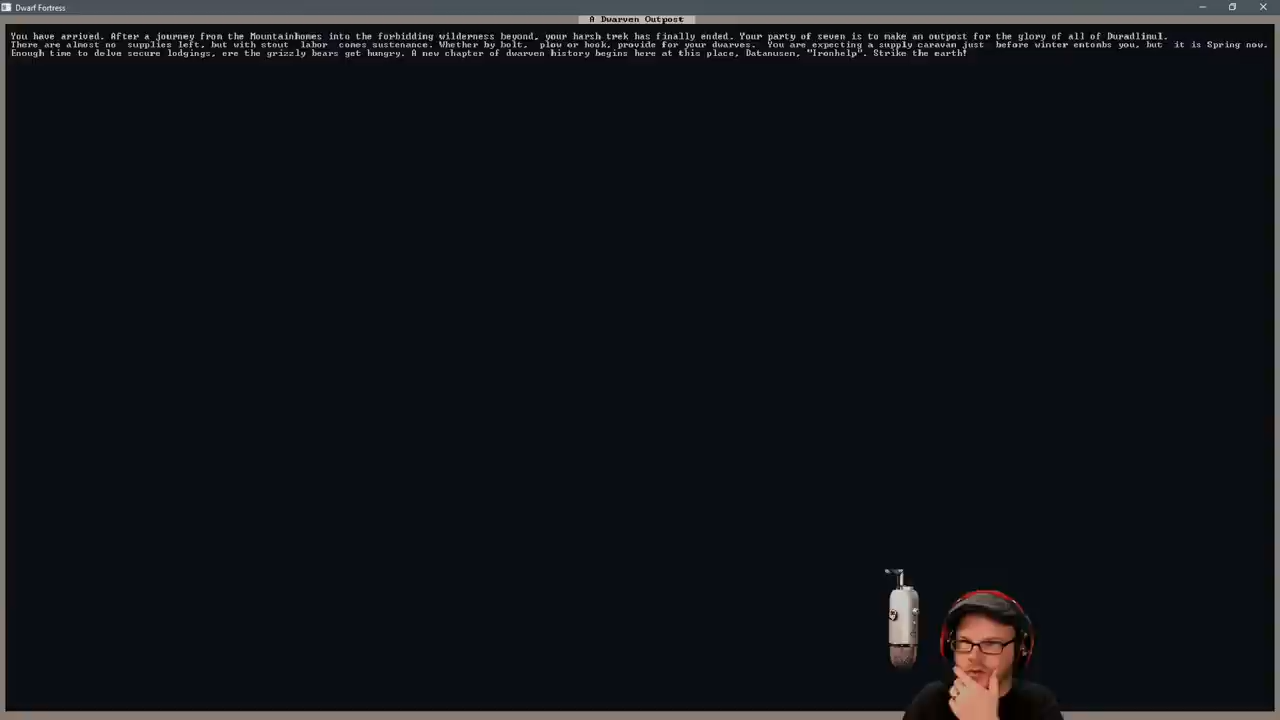 Dwarf Fortress
A Dwarven Outpost
You have arrived. After a journey from the Mountainhomes into the forbidding wilderness beyond, your harsh trek has finally ended. Your party of seven is to make an outpost for the glory of all of Duradlimul.
There are almost no supplies left, but with stout labor comes sustenance. Whether by bolt, plow or hook, provide for your dwarves. You are expecting a supply caravan just before winter entombs you, but it is Spring now.
Enough time to delve secure lodgings, ere the grizzly bears get hungry. A new chapter of dwarven history begins here at this place, Datanusen, "Ironhelp". Strike the earth!